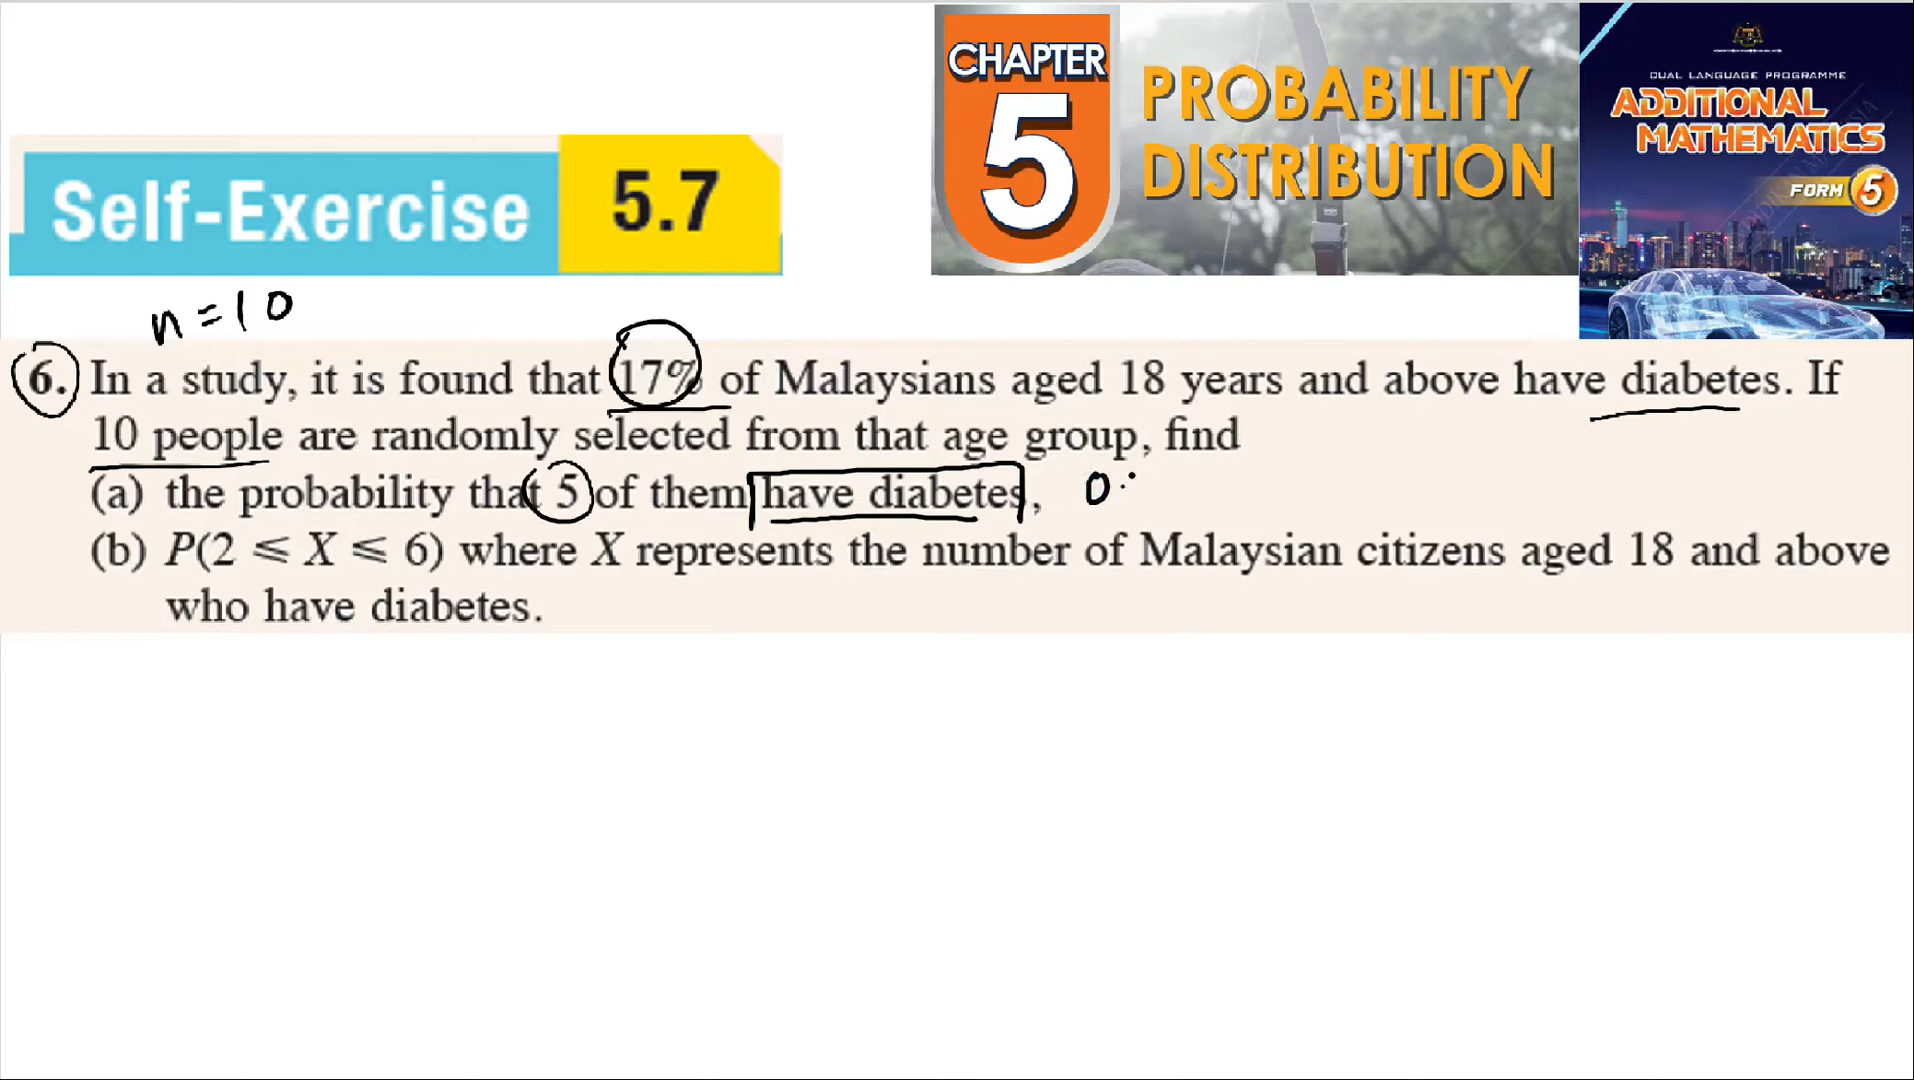 CHAPTER
5
PROBABILITY
DISTRIBUTION
DUAL LANGUAGE PROGRAMME
ADDITIONAL
MATHEMATICS
FORM 5
Self-Exercise 5.7
n=10
6. In a study, it is found that 17% of Malaysians aged 18 years and above have diabetes. If
10 people are randomly selected from that age group, find
(a) the probability that 5 of them have diabetes, 0.
(b) P(2 ⩽ X ⩽ 6) where X represents the number of Malaysian citizens aged 18 and above
who have diabetes.